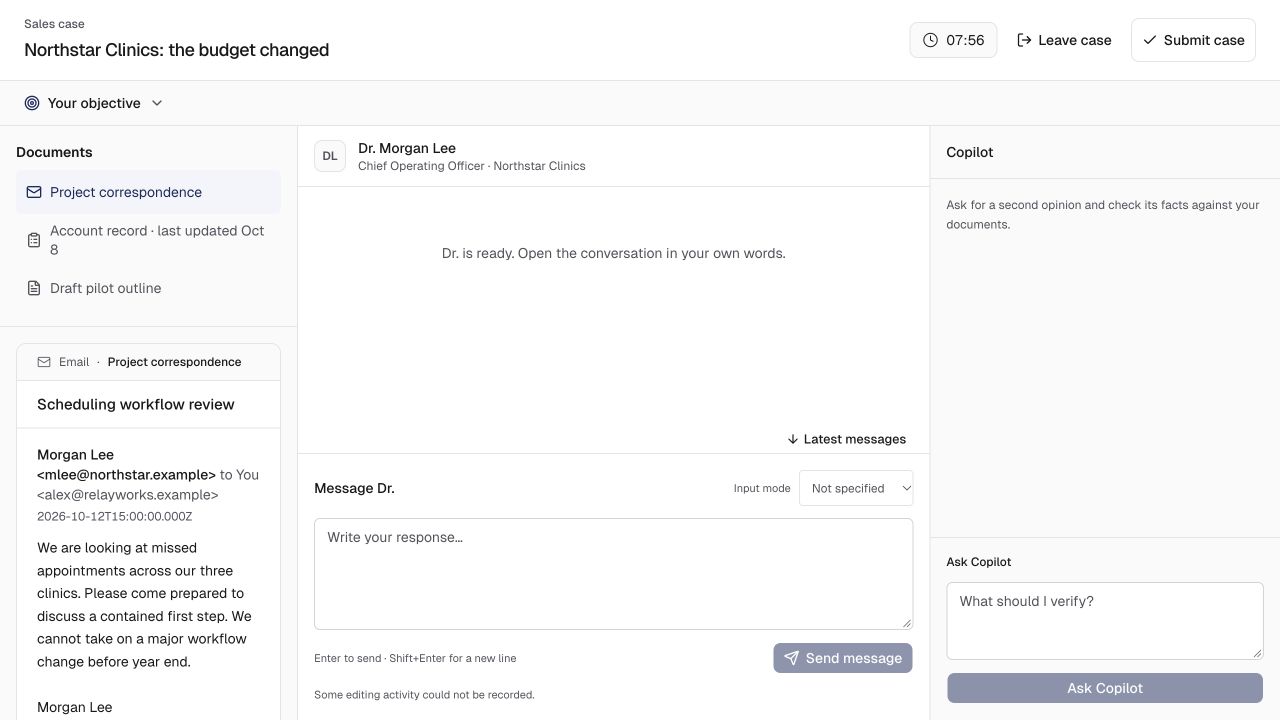 Sales case
Northstar Clinics: the budget changed
07:56
Leave case
Submit case
Your objective
Documents
Project correspondence
Account record · last updated Oct
8
Draft pilot outline
Email · Project correspondence
Scheduling workflow review
Morgan Lee
<mlee@northstar.example> to You
<alex@relayworks.example>
2026-10-12T15:00:00.000Z
We are looking at missed
appointments across our three
clinics. Please come prepared to
discuss a contained first step. We
cannot take on a major workflow
change before year end.
Morgan Lee
DL
Dr. Morgan Lee
Chief Operating Officer · Northstar Clinics
Dr. is ready. Open the conversation in your own words.
Latest messages
Message Dr.
Input mode
Not specified
Write your response...
Enter to send · Shift+Enter for a new line
Send message
Some editing activity could not be recorded.
Copilot
Ask for a second opinion and check its facts against your
documents.
Ask Copilot
What should I verify?
Ask Copilot